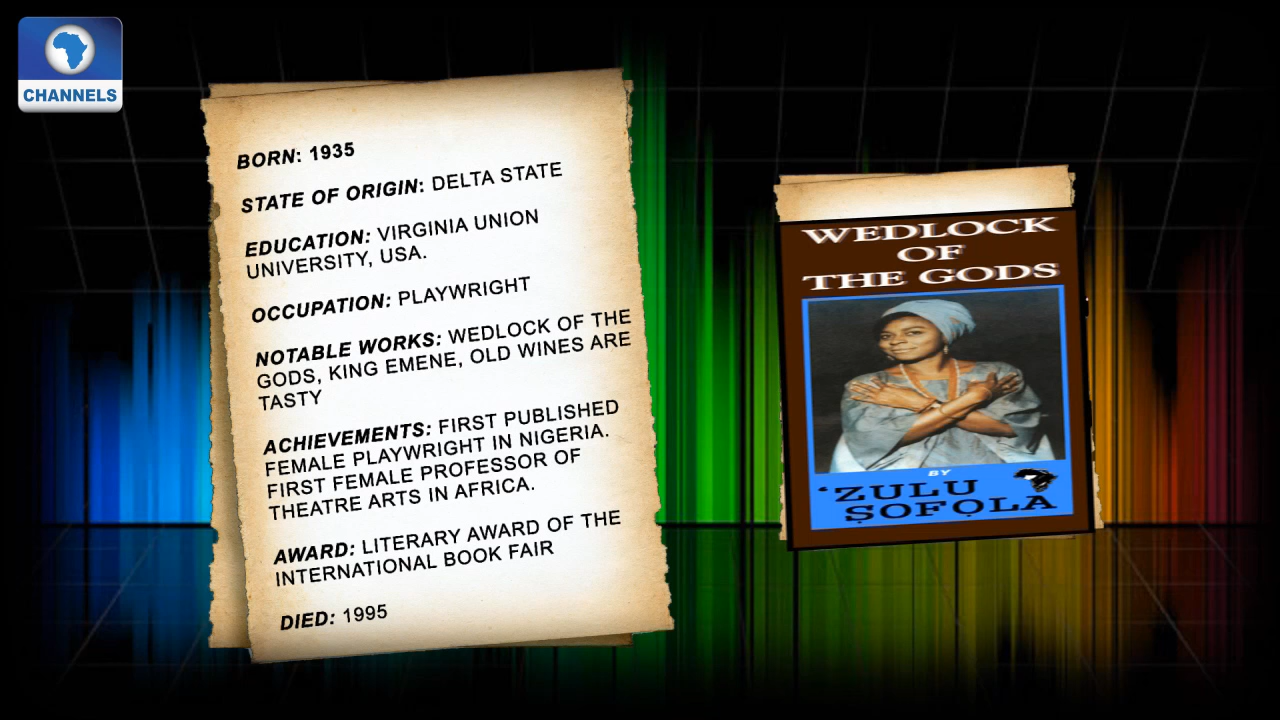 CHANNELS
BORN: 1935
STATE OF ORIGIN: DELTA STATE
EDUCATION: VIRGINIA UNION
UNIVERSITY, USA.
OCCUPATION: PLAYWRIGHT
NOTABLE WORKS: WEDLOCK OF THE
GODS, KING EMENE, OLD WINES ARE
TASTY
ACHIEVEMENTS: FIRST PUBLISHED
FEMALE PLAYWRIGHT IN NIGERIA.
FIRST FEMALE PROFESSOR OF
THEATRE ARTS IN AFRICA.
AWARD: LITERARY AWARD OF THE
INTERNATIONAL BOOK FAIR
DIED: 1995
WEDLOCK
OF
THE GODS
BY
‘ZULU
ṢOFỌLA